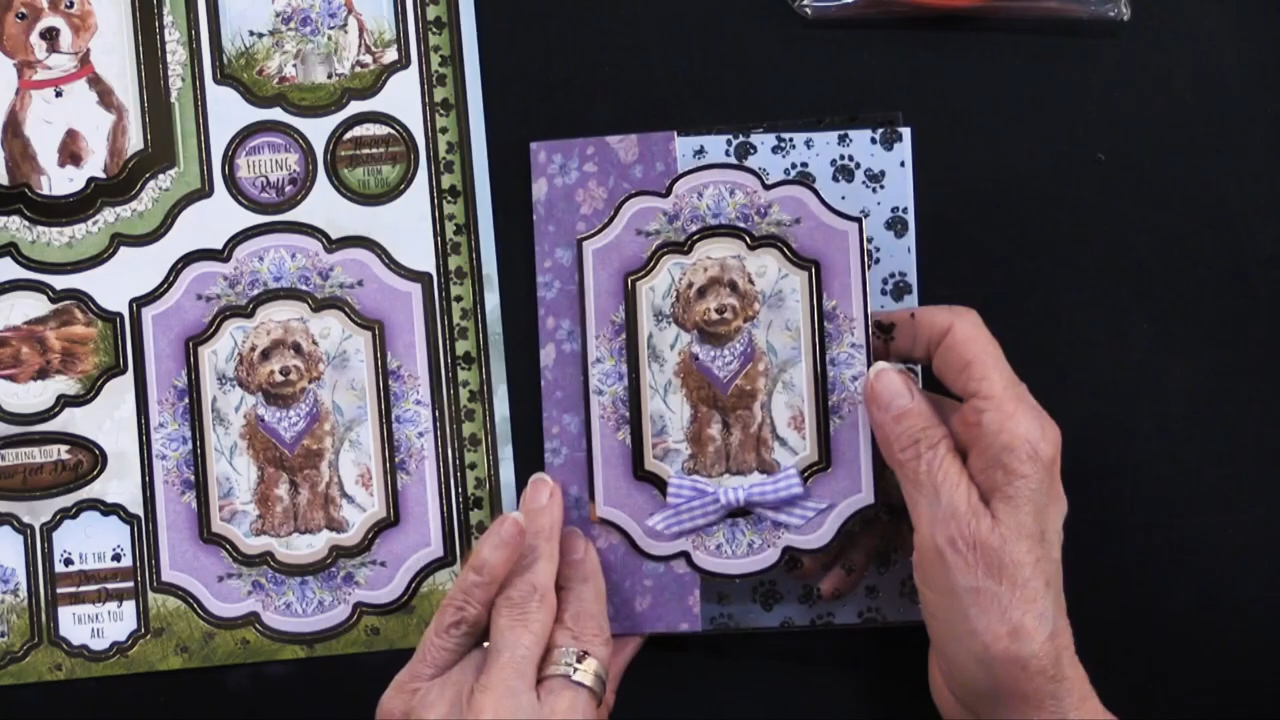 SORRY YOU'RE
FEELING
Ruff
Happy
Birthday
FROM
THE DOG
WISHING YOU A
BE THE
Person
the Dog
THINKS YOU
ARE.